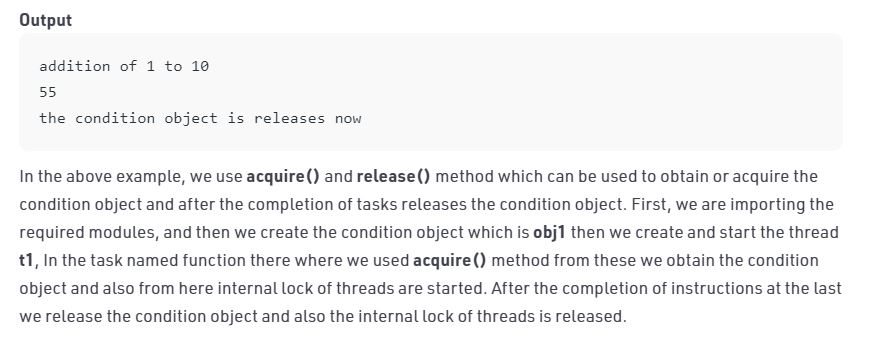 Output
addition of 1 to 10
55
the condition object is releases now
In the above example, we use acquire() and release() method which can be used to obtain or acquire the
condition object and after the completion of tasks releases the condition object. First, we are importing the
required modules, and then we create the condition object which is obj1 then we create and start the thread
t1, In the task named function there where we used acquire() method from these we obtain the condition
object and also from here internal lock of threads are started. After the completion of instructions at the last
we release the condition object and also the internal lock of threads is released.